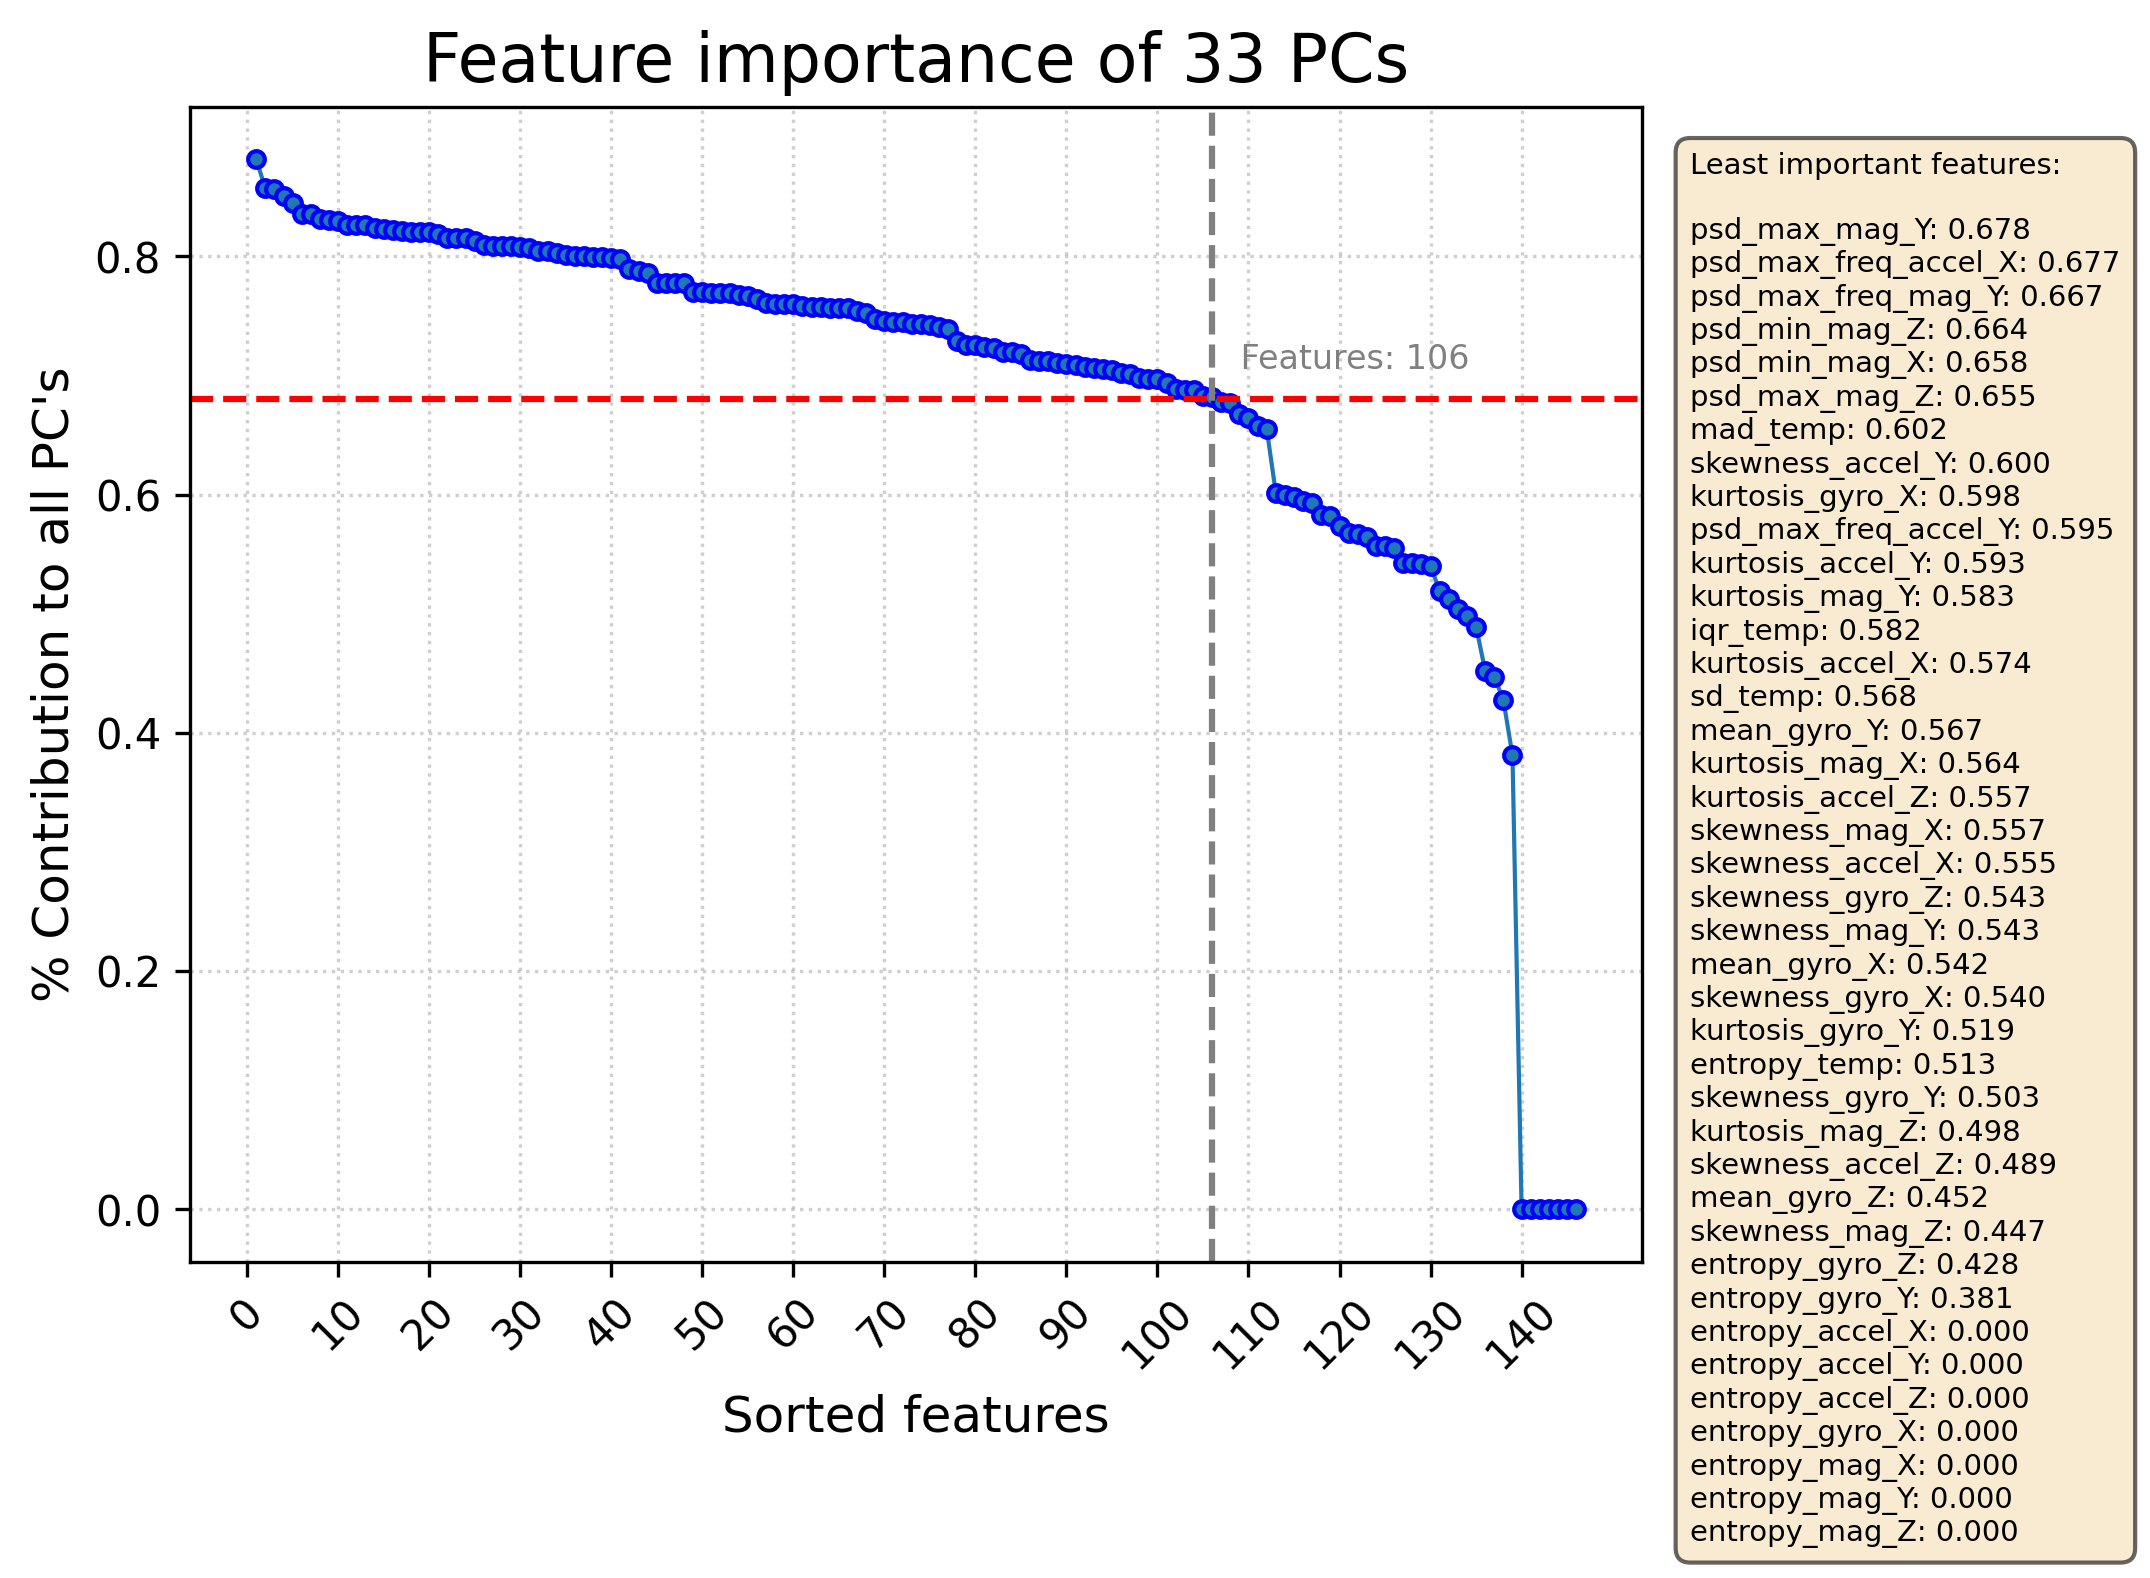 Feature importance of 33 PCs
% Contribution to all PC's
0.8
0.6
0.4
0.2
0.0
Features: 106
0
10
20
30
40
50
60
70
80
90
100
110
120
130
140
Sorted features
Least important features:
psd_max_mag_Y: 0.678
psd_max_freq_accel_X: 0.677
psd_max_freq_mag_Y: 0.667
psd_min_mag_Z: 0.664
psd_min_mag_X: 0.658
psd_max_mag_Z: 0.655
mad_temp: 0.602
skewness_accel_Y: 0.600
kurtosis_gyro_X: 0.598
psd_max_freq_accel_Y: 0.595
kurtosis_accel_Y: 0.593
kurtosis_mag_Y: 0.583
iqr_temp: 0.582
kurtosis_accel_X: 0.574
sd_temp: 0.568
mean_gyro_Y: 0.567
kurtosis_mag_X: 0.564
kurtosis_accel_Z: 0.557
skewness_mag_X: 0.557
skewness_accel_X: 0.555
skewness_gyro_Z: 0.543
skewness_mag_Y: 0.543
mean_gyro_X: 0.542
skewness_gyro_X: 0.540
kurtosis_gyro_Y: 0.519
entropy_temp: 0.513
skewness_gyro_Y: 0.503
kurtosis_mag_Z: 0.498
skewness_accel_Z: 0.489
mean_gyro_Z: 0.452
skewness_mag_Z: 0.447
entropy_gyro_Z: 0.428
entropy_gyro_Y: 0.381
entropy_accel_X: 0.000
entropy_accel_Y: 0.000
entropy_accel_Z: 0.000
entropy_gyro_X: 0.000
entropy_mag_X: 0.000
entropy_mag_Y: 0.000
entropy_mag_Z: 0.000